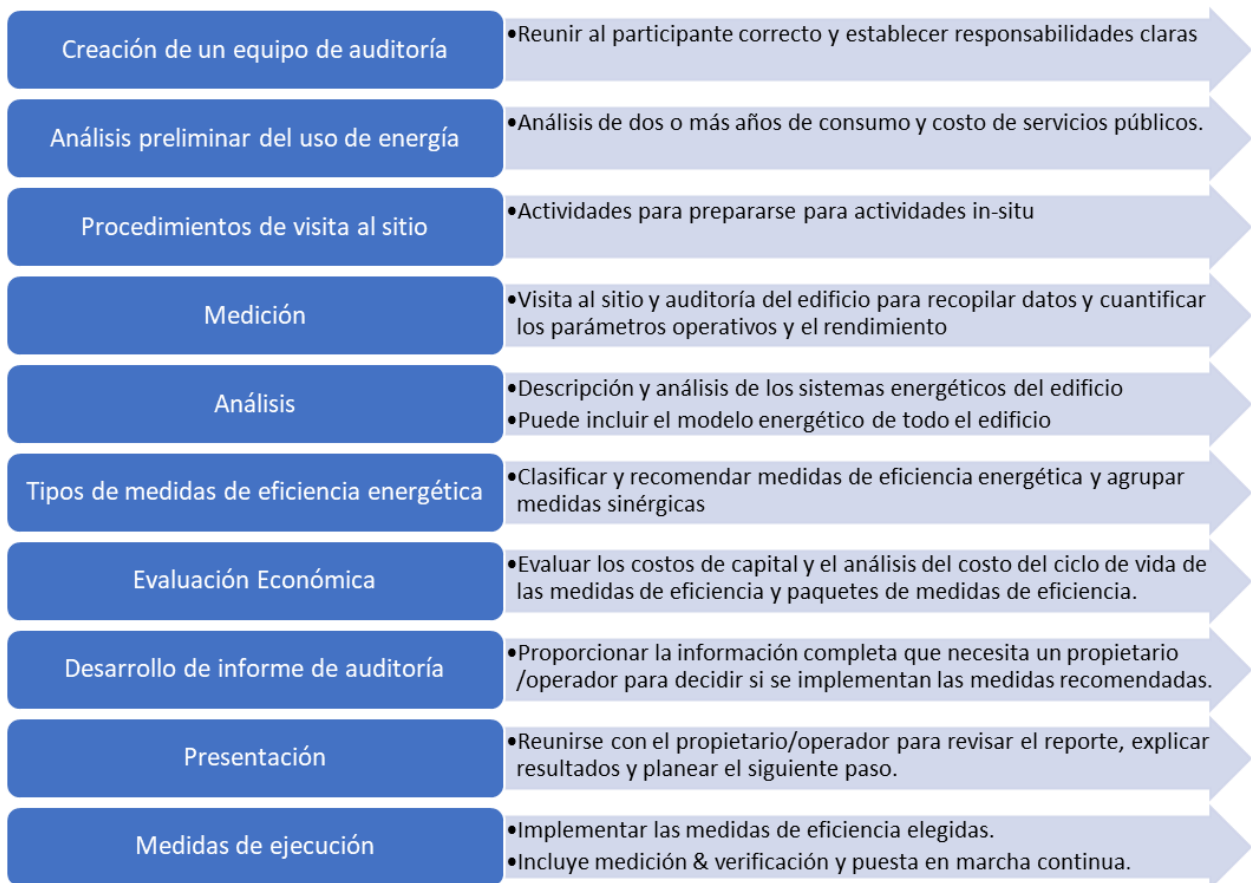 Creación de un equipo de auditoría
•Reunir al participante correcto y establecer responsabilidades claras
Análisis preliminar del uso de energía
•Análisis de dos o más años de consumo y costo de servicios públicos.
Procedimientos de visita al sitio
•Actividades para prepararse para actividades in-situ
Medición
•Visita al sitio y auditoría del edificio para recopilar datos y cuantificar
los parámetros operativos y el rendimiento
Análisis
•Descripción y análisis de los sistemas energéticos del edificio
•Puede incluir el modelo energético de todo el edificio
Tipos de medidas de eficiencia energética
•Clasificar y recomendar medidas de eficiencia energética y agrupar
medidas sinérgicas
Evaluación Económica
•Evaluar los costos de capital y el análisis del costo del ciclo de vida de
las medidas de eficiencia y paquetes de medidas de eficiencia.
Desarrollo de informe de auditoría
•Proporcionar la información completa que necesita un propietario
/operador para decidir si se implementan las medidas recomendadas.
Presentación
•Reunirse con el propietario/operador para revisar el reporte, explicar
resultados y planear el siguiente paso.
Medidas de ejecución
•Implementar las medidas de eficiencia elegidas.
•Incluye medición & verificación y puesta en marcha continua.